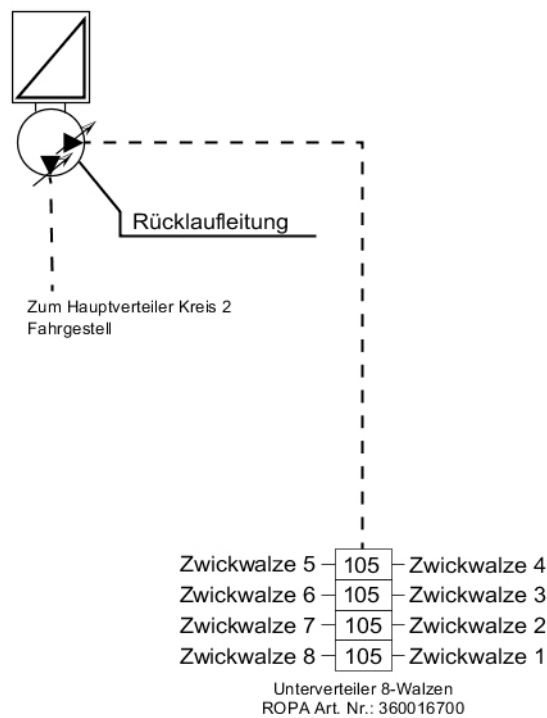 Rücklaufleitung
Zum Hauptverteiler Kreis 2
Fahrgestell
Zwickwalze 5 105 Zwickwalze 4
Zwickwalze 6 105 Zwickwalze 3
Zwickwalze 7 105 Zwickwalze 2
Zwickwalze 8 105 Zwickwalze 1
Unterverteiler 8-Walzen
ROPA Art. Nr.: 360016700